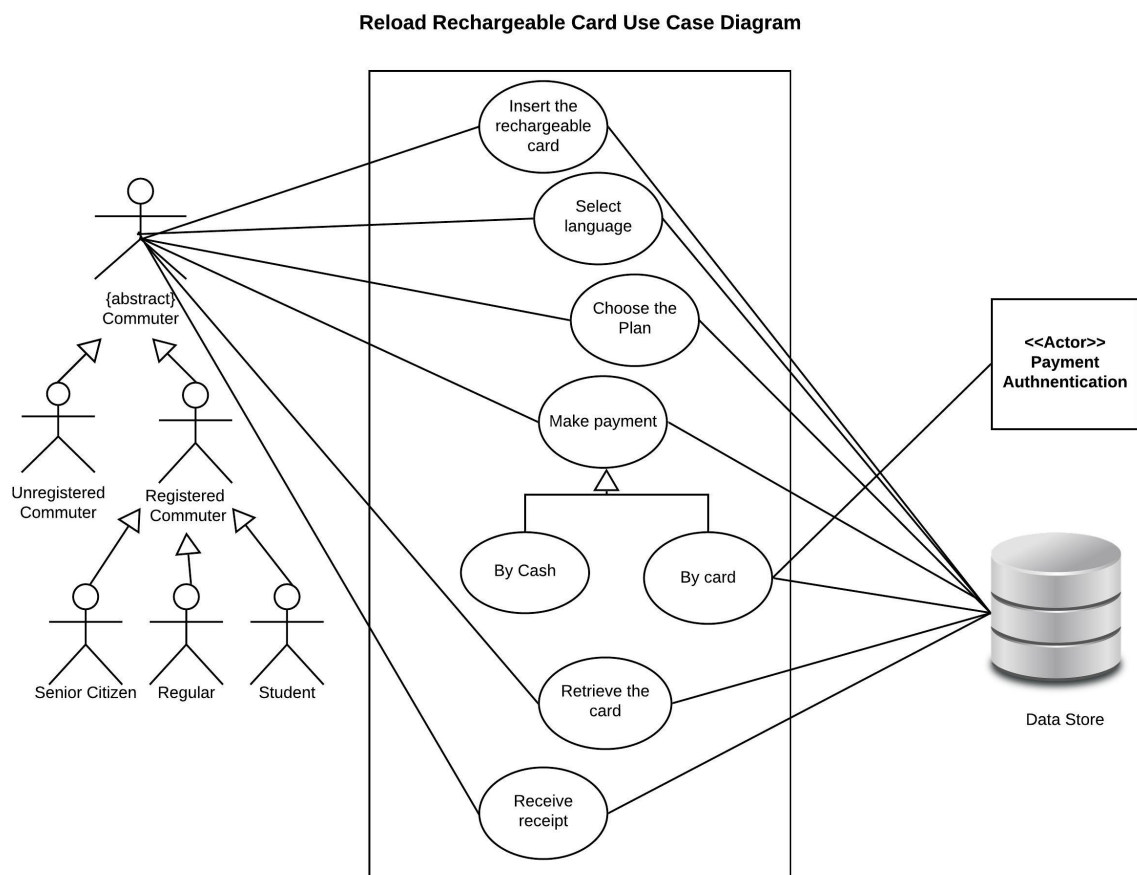 Reload Rechargeable Card Use Case Diagram
Insert the
rechargeable
card
Select
language
{abstract}
Commuter
Choose the
Plan
<<Actor>>
Payment
Authnentication
Make payment
Unregistered
Commuter
Registered
Commuter
By Cash
By card
Senior Citizen
Regular
Student
Retrieve the
card
Data Store
Receive
receipt